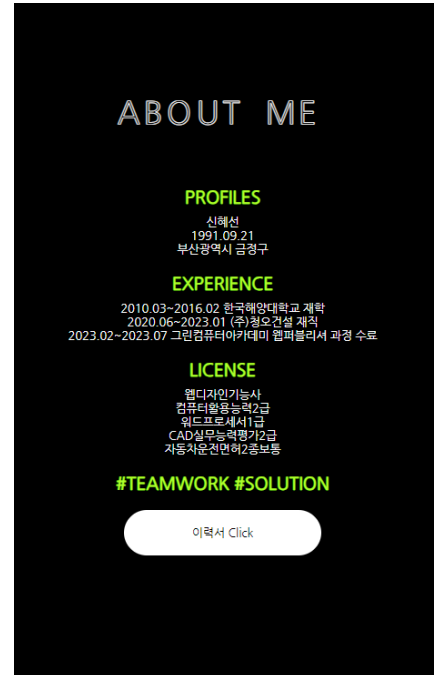 ABOUT ME
PROFILES
신혜선
1991.09.21
부산광역시 금정구
EXPERIENCE
2010.03~2016.02 한국해양대학교 재학
2020.06~2023.01 (주)청오건설 재직
2023.02~2023.07 그린컴퓨터아카데미 웹퍼블리셔 과정 수료
LICENSE
웹디자인기능사
컴퓨터활용능력2급
워드프로세서1급
CAD실무능력평가2급
자동차운전면허2종보통
#TEAMWORK #SOLUTION
이력서 Click